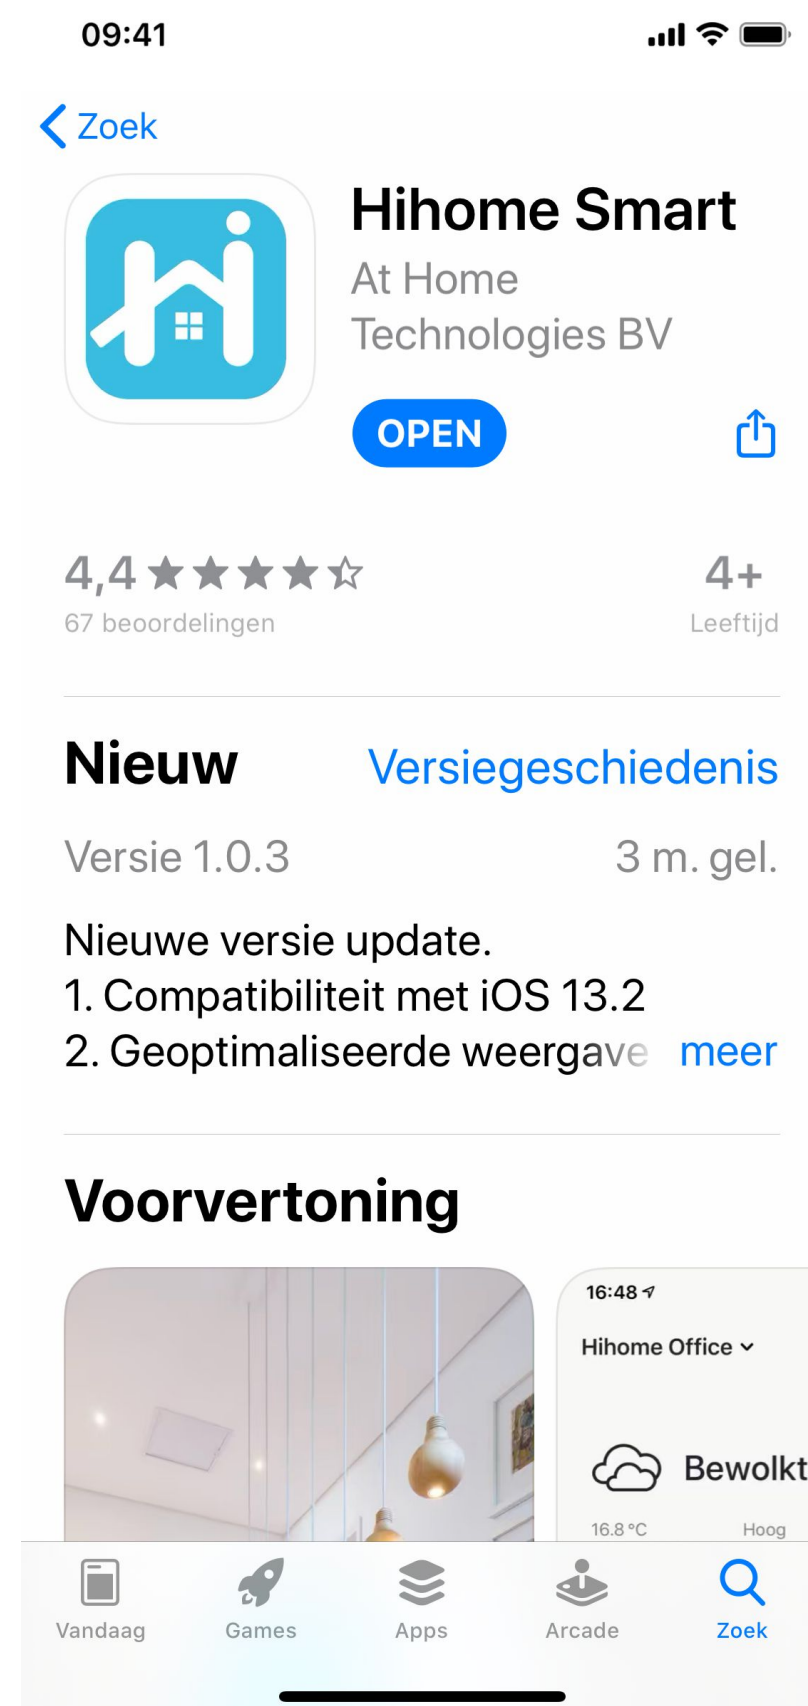 09:41
Zoek
Hihome Smart
At Home
Technologies BV
OPEN
4,4
4+
67 beoordelingen
Leeftijd
Nieuw
Versiegeschiedenis
Versie 1.0.3
3 m. gel.
Nieuwe versie update.
1. Compatibiliteit met iOS 13.2
2. Geoptimaliseerde weergave meer
Voorvertoning
16:48
Hihome Office
Bewolkt
16.8 °C
Hoog
Vandaag
Games
Apps
Arcade
Zoek